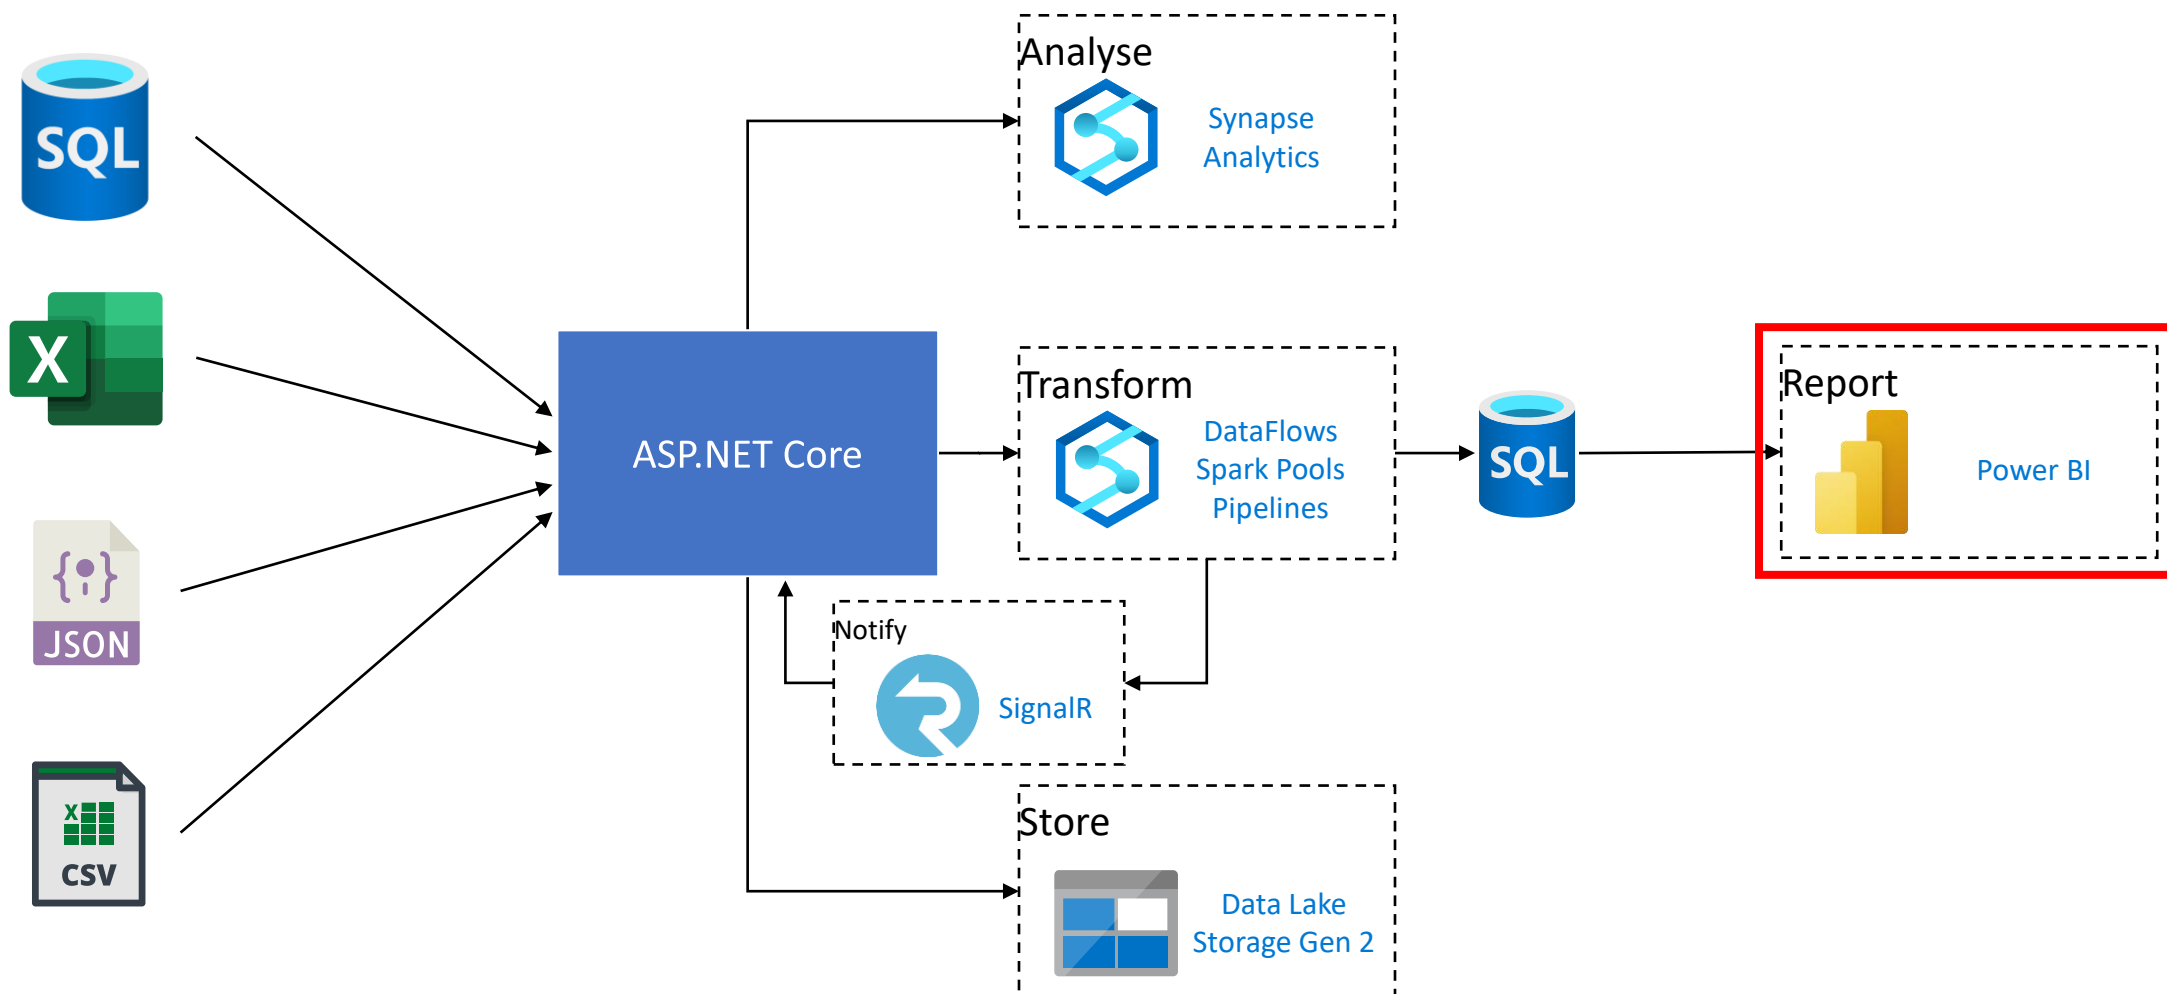 SQL
X
{ }
JSON
X
CSV
ASP.NET Core
Analyse
Synapse
Analytics
Transform
DataFlows
Spark Pools
Pipelines
Notify
SignalR
Store
Data Lake
Storage Gen 2
SQL
Report
Power BI